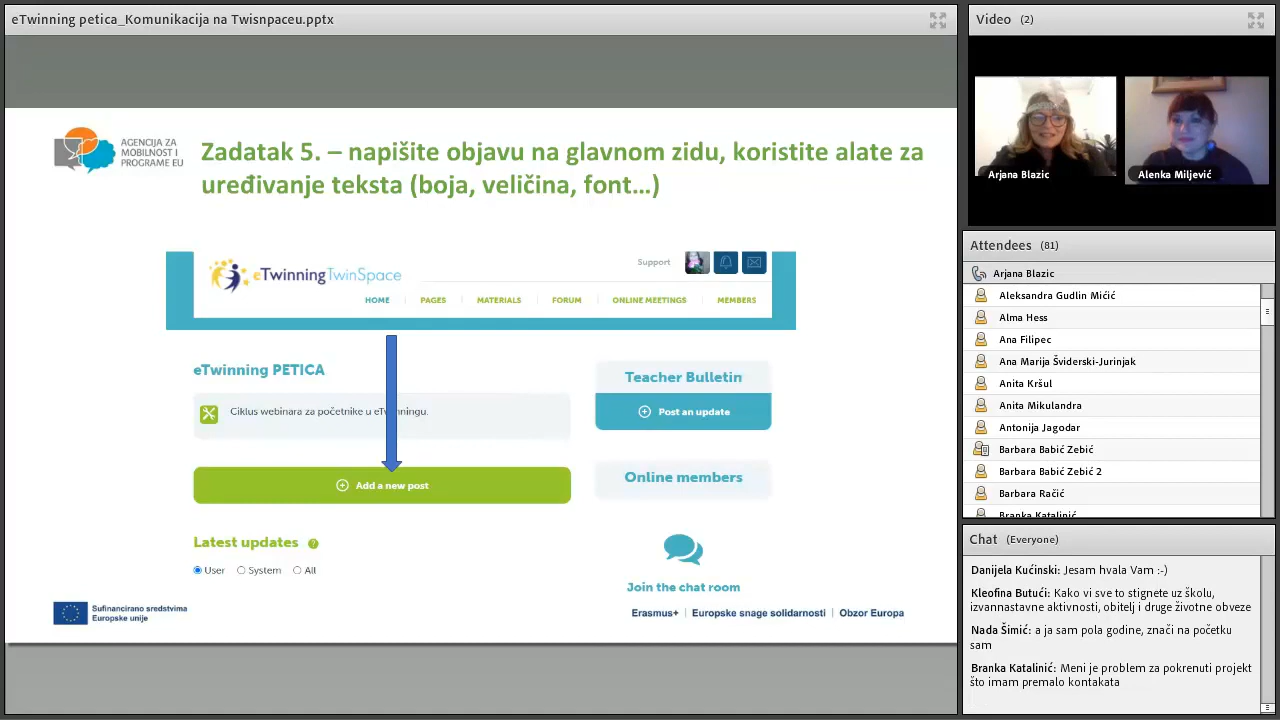 eTwinning petica_Komunikacija na Twisnpaceu.pptx
AGENCIJA ZA
MOBILNOST I
PROGRAME EU
Zadatak 5. – napišite objavu na glavnom zidu, koristite alate za
uređivanje teksta (boja, veličina, font…)
eTwinningTwinSpace
Support
HOME
PAGES
MATERIALS
FORUM
ONLINE MEETINGS
MEMBERS
eTwinning PETICA
Ciklus webinara za početnike u eTwinningu.
Add a new post
Latest updates
User
System
All
Teacher Bulletin
Post an update
Online members
Join the chat room
Sufinancirano sredstvima
Europske unije
Erasmus+ | Europske snage solidarnosti | Obzor Europa
Video (2)
Arjana Blazic
Alenka Miljević
Attendees (81)
Arjana Blazic
Aleksandra Gudlin Mićić
Alma Hess
Ana Filipec
Ana Marija Šviderski-Jurinjak
Anita Kršul
Anita Mikulandra
Antonija Jagodar
Barbara Babić Zebić
Barbara Babić Zebić 2
Barbara Račić
Branka Katalinić
Chat (Everyone)
Danijela Kućinski: Jesam hvala Vam :-)
Kleofina Butući: Kako vi sve to stignete uz školu,
izvannastavne aktivnosti, obitelj i druge životne obveze
Nada Šimić: a ja sam pola godine, znači na početku
sam
Branka Katalinić: Meni je problem za pokrenuti projekt
što imam premalo kontakata